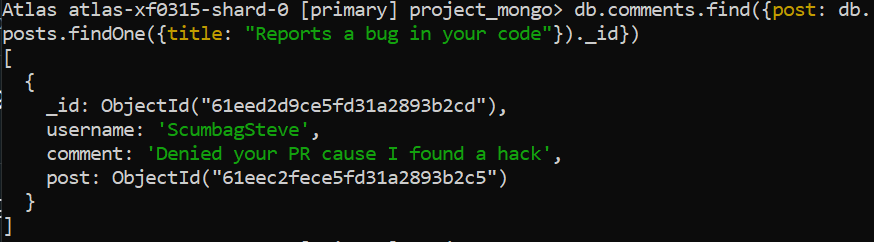 Atlas atlas-xf0315-shard-0 [primary] project_mongo> db.comments.find({post: db.
posts.findOne({title: "Reports a bug in your code"})._id})
[
  {
    _id: ObjectId("61eed2d9ce5fd31a2893b2cd"),
    username: 'ScumbagSteve',
    comment: 'Denied your PR cause I found a hack',
    post: ObjectId("61eec2fece5fd31a2893b2c5")
  }
]